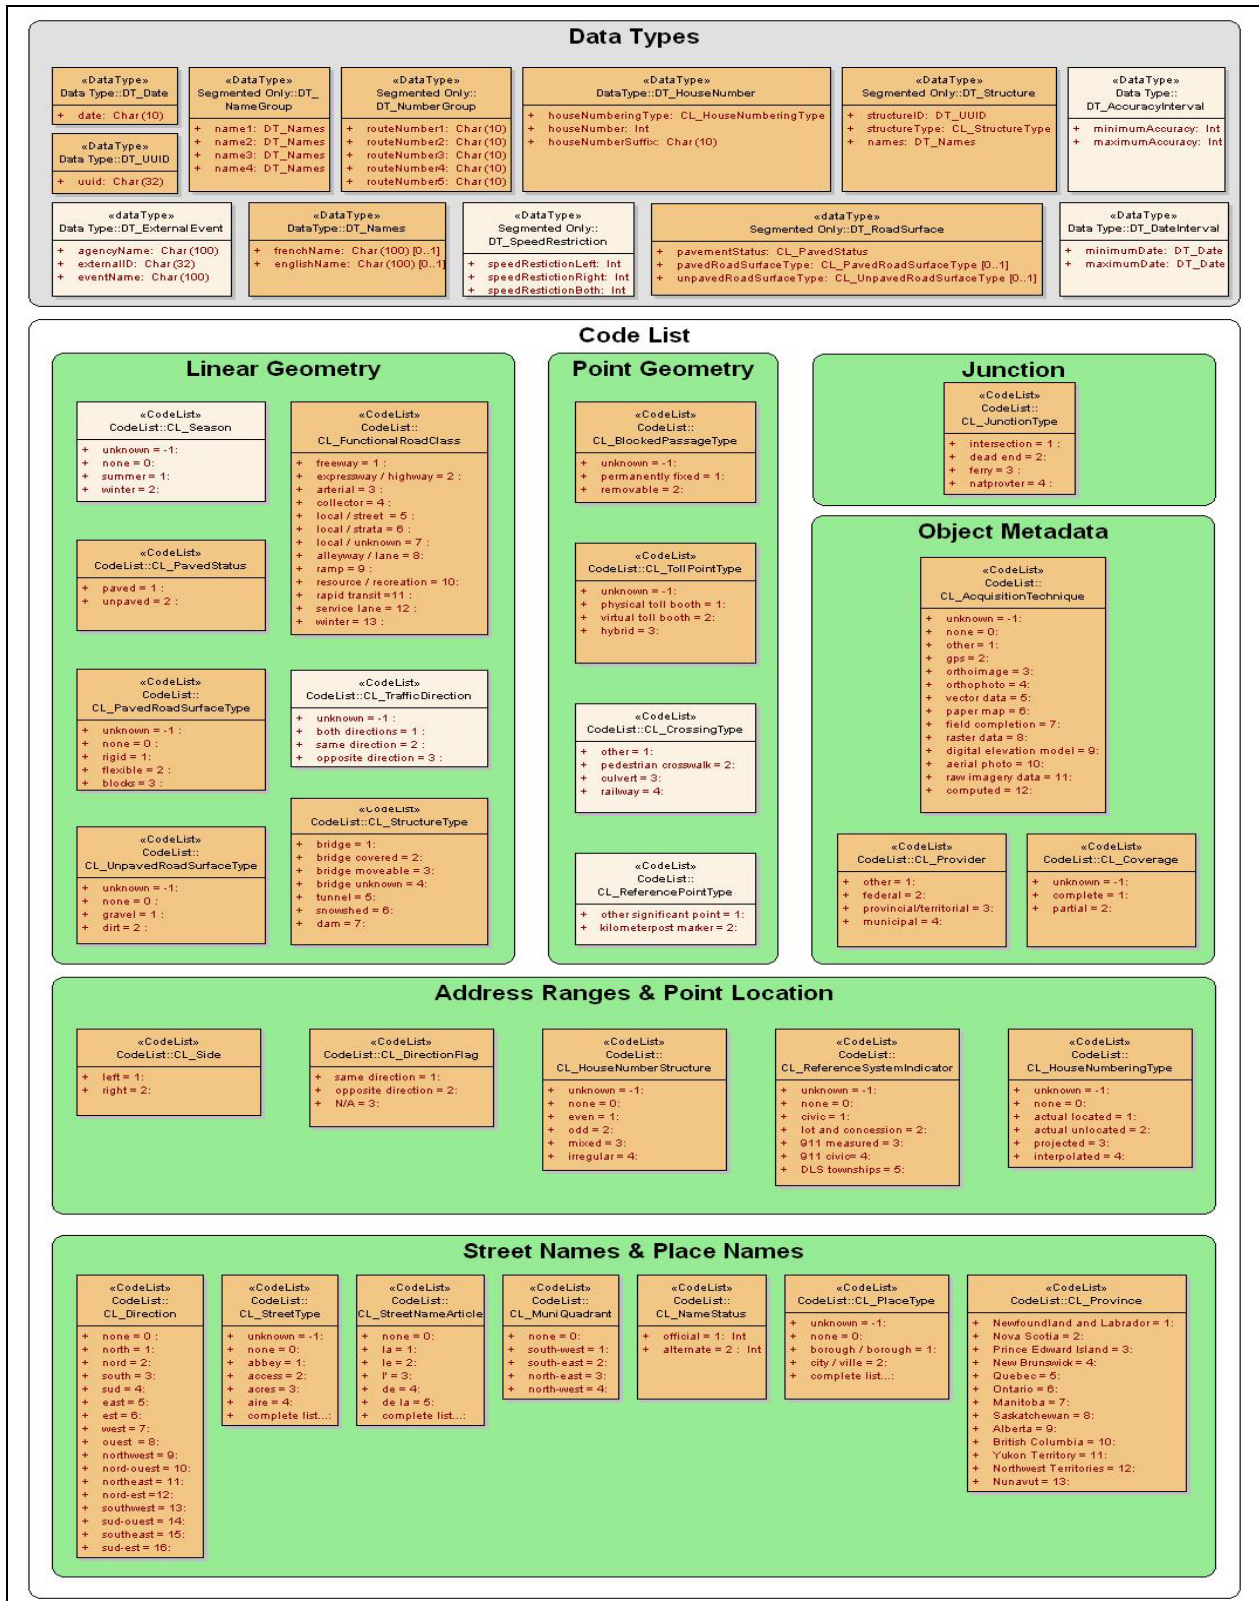 Data Types
«DataType»
Data Type::DT_Date
+ date: Char(10)
«DataType»
Data Type::DT_UUID
+ uuid: Char(32)
«DataType»
Segmented Only::DT_
NameGroup
+ name1: DT_Names
+ name2: DT_Names
+ name3: DT_Names
+ name4: DT_Names
«DataType»
Segmented Only::
DT_NumberGroup
+ routeNumber1: Char(10)
+ routeNumber2: Char(10)
+ routeNumber3: Char(10)
+ routeNumber4: Char(10)
+ routeNumber5: Char(10)
«DataType»
DataType::DT_HouseNumber
+ houseNumberingType: CL_HouseNumberingType
+ houseNumber: Int
+ houseNumberSuffix: Char(10)
«DataType»
Segmented Only::DT_Structure
+ structureID: DT_UUID
+ structureType: CL_StructureType
+ names: DT_Names
«DataType»
Data Type::
DT_AccuracyInterval
+ minimumAccuracy: Int
+ maximumAccuracy: Int
«dataType»
Data Type::DT_ExternalEvent
+ agencyName: Char(100)
+ externalID: Char(32)
+ eventName: Char(100)
«DataType»
DataType::DT_Names
+ frenchName: Char(100) [0..1]
+ englishName: Char(100) [0..1]
«DataType»
Segmented Only::
DT_SpeedRestriction
+ speedRestictionLeft: Int
+ speedRestictionRight: Int
+ speedRestictionBoth: Int
«dataType»
Segmented Only::DT_RoadSurface
+ pavementStatus: CL_PavedStatus
+ pavedRoadSurfaceType: CL_PavedRoadSurfaceType [0..1]
+ unpavedRoadSurfaceType: CL_UnpavedRoadSurfaceType [0..1]
«DataType»
Data Type::DT_DateInterval
+ minimumDate: DT_Date
+ maximumDate: DT_Date
Code List
Linear Geometry
«CodeList»
CodeList::CL_Season
+ unknown = -1:
+ none = 0:
+ summer = 1:
+ winter = 2:
«CodeList»
CodeList::CL_PavedStatus
+ paved = 1 :
+ unpaved = 2 :
«CodeList»
CodeList::
CL_PavedRoadSurfaceType
+ unknown = -1:
+ none = 0 :
+ rigid = 1:
+ flexible = 2 :
+ blocks = 3 :
«CodeList»
CodeList::
CL_UnpavedRoadSurfaceType
+ unknown = -1:
+ none = 0 :
+ gravel = 1 :
+ dirt = 2 :
«CodeList»
CodeList::
CL_FunctionalRoadClass
+ freeway = 1 :
+ expressway / highway = 2 :
+ arterial = 3 :
+ collector = 4 :
+ local / street = 5 :
+ local / strata = 6 :
+ local / unknown = 7 :
+ alleyway / lane = 8:
+ ramp = 9 :
+ resource / recreation = 10:
+ rapid transit =11 :
+ service lane = 12 :
+ winter = 13 :
«CodeList»
CodeList::CL_TrafficDirection
+ unknown = -1 :
+ both directions = 1 :
+ same direction = 2 :
+ opposite direction = 3 :
«CodeList»
CodeList::CL_StructureType
+ bridge = 1:
+ bridge covered = 2:
+ bridge moveable = 3:
+ bridge unknown = 4:
+ tunnel = 5:
+ snowshed = 6:
+ dam = 7:
Point Geometry
«CodeList»
CodeList::
CL_BlockedPassageType
+ unknown = -1:
+ permanently fixed = 1:
+ removable = 2:
«CodeList»
CodeList::CL_TollPointType
+ unknown = -1:
+ physical toll booth = 1:
+ virtual toll booth = 2:
+ hybrid = 3:
«CodeList»
CodeList::CL_CrossingType
+ other = 1:
+ pedestrian crosswalk = 2:
+ culvert = 3:
+ railway = 4:
«CodeList»
CodeList::
CL_ReferencePointType
+ other significant point = 1:
+ kilometerpost marker = 2:
Junction
«CodeList»
CodeList::
CL_JunctionType
+ intersection = 1 :
+ dead end = 2:
+ ferry = 3 :
+ natprovter = 4 :
Object Metadata
«CodeList»
CodeList::
CL_AcquisitionTechnique
+ unknown = -1:
+ none = 0:
+ other = 1:
+ gps = 2:
+ orthoimage = 3:
+ orthophoto = 4:
+ vector data = 5:
+ paper map = 6:
+ field completion = 7:
+ raster data = 8:
+ digital elevation model = 9:
+ aerial photo = 10:
+ raw imagery data = 11:
+ computed = 12:
«CodeList»
CodeList::CL_Provider
+ other = 1:
+ federal = 2:
+ provincial/territorial = 3:
+ municipal = 4:
«CodeList»
CodeList::CL_Coverage
+ unknown = -1:
+ complete = 1:
+ partial = 2:
Address Ranges & Point Location
«CodeList»
CodeList::CL_Side
+ left = 1:
+ right = 2:
«CodeList»
CodeList::CL_DirectionFlag
+ same direction = 1:
+ opposite direction = 2:
+ N/A = 3:
«CodeList»
CodeList::
CL_HouseNumberStructure
+ unknown = -1:
+ none = 0:
+ even = 1:
+ odd = 2:
+ mixed = 3:
+ irregular = 4:
«CodeList»
CodeList::
CL_ReferenceSystemIndicator
+ unknown = -1:
+ none = 0:
+ civic = 1:
+ lot and concession = 2:
+ 911 measured = 3:
+ 911 civic= 4:
+ DLS townships = 5:
«CodeList»
CodeList::
CL_HouseNumberingType
+ unknown = -1:
+ none = 0:
+ actual located = 1:
+ actual unlocated = 2:
+ projected = 3:
+ interpolated = 4:
Street Names & Place Names
«CodeList»
CodeList::
CL_Direction
+ none = 0 :
+ north = 1:
+ nord = 2:
+ south = 3:
+ sud = 4:
+ east = 5:
+ est = 6:
+ west = 7:
+ ouest = 8:
+ northwest = 9:
+ nord-ouest = 10:
+ northeast = 11:
+ nord-est =12:
+ southwest = 13:
+ sud-ouest = 14:
+ southeast = 15:
+ sud-est = 16:
«CodeList»
CodeList::
CL_StreetType
+ unknown = -1:
+ none = 0:
+ abbey = 1:
+ access = 2:
+ acres = 3:
+ aire = 4:
+ complete list...:
«CodeList»
CodeList::
CL_StreetNameArticle
+ none = 0:
+ la = 1:
+ le = 2:
+ l' = 3:
+ de = 4:
+ de la = 5:
+ complete list...:
«CodeList»
CodeList::
CL_MuniQuadrant
+ none = 0:
+ south-west = 1:
+ south-east = 2:
+ north-east = 3:
+ north-west = 4:
«CodeList»
CodeList::
CL_NameStatus
+ official = 1: Int
+ alternate = 2 : Int
«CodeList»
CodeList::CL_PlaceType
+ unknown = -1:
+ none = 0:
+ borough / borough = 1:
+ city / ville = 2:
+ complete list...:
«CodeList»
CodeList::CL_Province
+ Newfoundland and Labrador = 1:
+ Nova Scotia = 2:
+ Prince Edward Island = 3:
+ New Brunswick = 4:
+ Quebec = 5:
+ Ontario = 6:
+ Manitoba = 7:
+ Saskatchewan = 8:
+ Alberta = 9:
+ British Columbia = 10:
+ Yukon Territory = 11:
+ Northwest Territories = 12:
+ Nunavut = 13: